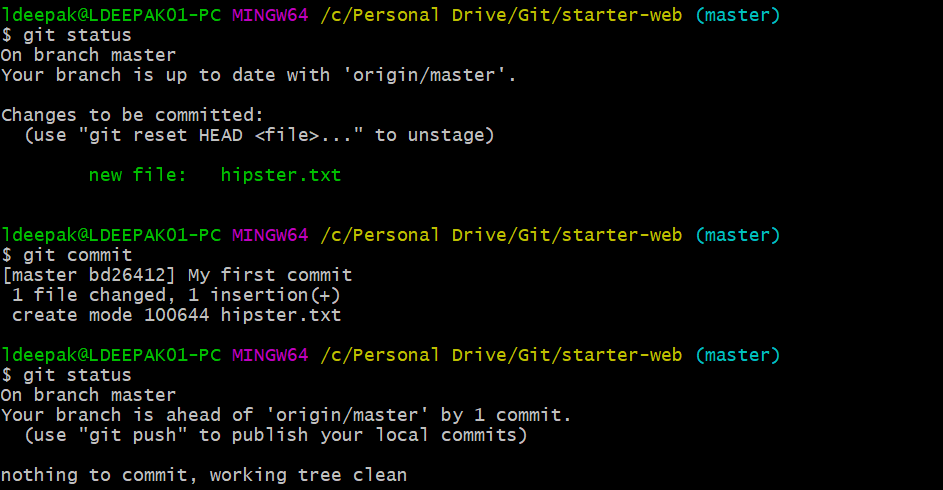 ldeepak@LDEEPAK01-PC MINGW64 /c/Personal Drive/Git/starter-web (master)
$ git status
On branch master
Your branch is up to date with 'origin/master'.
Changes to be committed:
(use "git reset HEAD <file>..." to unstage)
new file: hipster.txt
ldeepak@LDEEPAK01-PC MINGW64 /c/Personal Drive/Git/starter-web (master)
$ git commit
[master bd26412] My first commit
1 file changed, 1 insertion(+)
create mode 100644 hipster.txt
ldeepak@LDEEPAK01-PC MINGW64 /c/Personal Drive/Git/starter-web (master)
$ git status
On branch master
Your branch is ahead of 'origin/master' by 1 commit.
(use "git push" to publish your local commits)
nothing to commit, working tree clean